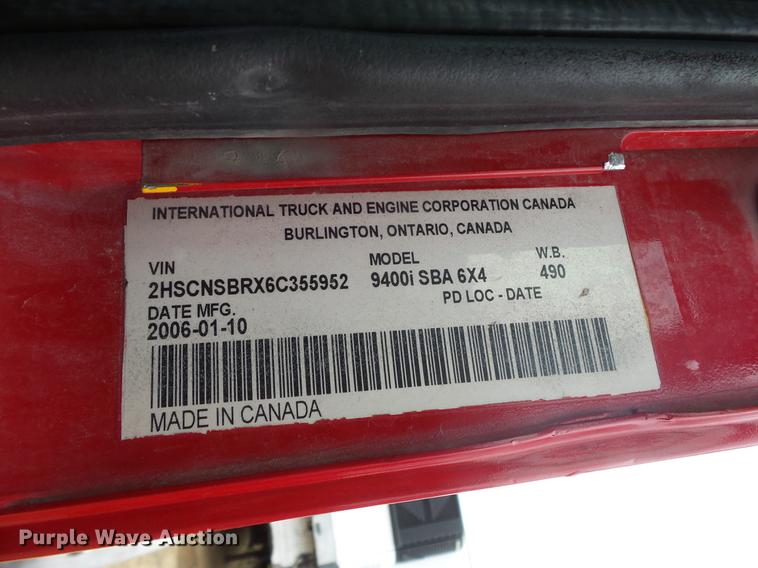 INTERNATIONAL TRUCK AND ENGINE CORPORATION CANADA
BURLINGTON, ONTARIO, CANADA
VIN MODEL W.B.
2HSCNSBRX6C355952 9400i SBA 6X4 490
DATE MFG. PD LOC - DATE
2006-01-10
MADE IN CANADA
Purple Wave Auction